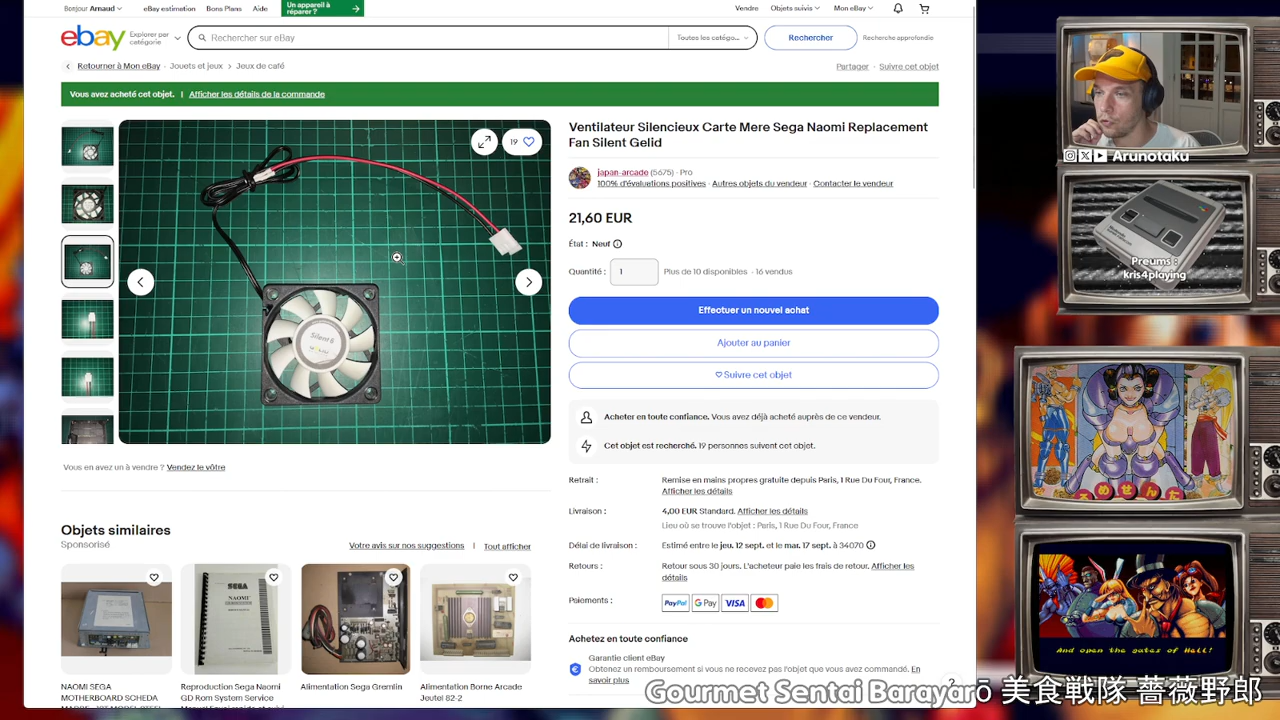 Bonjour Arnaud
eBay estimation
Bons Plans
Aide
Un appareil à
réparer ?
Vendre
Objets suivis
Mon eBay
ebay
Explorer par
catégorie
Rechercher sur eBay
Toutes les catégo...
Rechercher
Recherche approfondie
Retourner à Mon eBay
Jouets et jeux
Jeux de café
Partager
Suivre cet objet
Vous avez acheté cet objet. | Afficher les détails de la commande
19
Ventilateur Silencieux Carte Mere Sega Naomi Replacement
Fan Silent Gelid
japan-arcade (5675) · Pro
100% d'évaluations positives · Autres objets du vendeur · Contacter le vendeur
21,60 EUR
État : Neuf
Quantité : 1 Plus de 10 disponibles · 16 vendus
Effectuer un nouvel achat
Ajouter au panier
Suivre cet objet
Acheter en toute confiance. Vous avez déjà acheté auprès de ce vendeur.
Cet objet est recherché. 19 personnes suivent cet objet.
Silent 6
Vous en avez un à vendre ? Vendez le vôtre
Retrait : Remise en mains propres gratuite depuis Paris, 1 Rue Du Four, France.
Afficher les détails
Livraison : 4,00 EUR Standard. Afficher les détails
Lieu où se trouve l'objet : Paris, 1 Rue Du Four, France
Délai de livraison : Estimé entre le jeu. 12 sept. et le mar. 17 sept. à 34070
Retours : Retour sous 30 jours. L'acheteur paie les frais de retour. Afficher les
détails
Paiements :
PayPal
G Pay
VISA
Achetez en toute confiance
Garantie client eBay
Obtenez un remboursement si vous ne recevez pas l'objet que vous avez commandé. En
savoir plus
Objets similaires
Sponsorisé
Votre avis sur nos suggestions | Tout afficher
SEGA
NAOMI
NAOMI SEGA
MOTHERBOARD SCHEDA
Reproduction Sega Naomi
GD Rom System Service
Alimentation Sega Gremlin
Alimentation Borne Arcade
Jeutel 82-2
Arunotaku
Preums :
kris4playing
And open the gates of Hell!
Gourmet Sentai Barayarō 美食戦隊 薔薇野郎